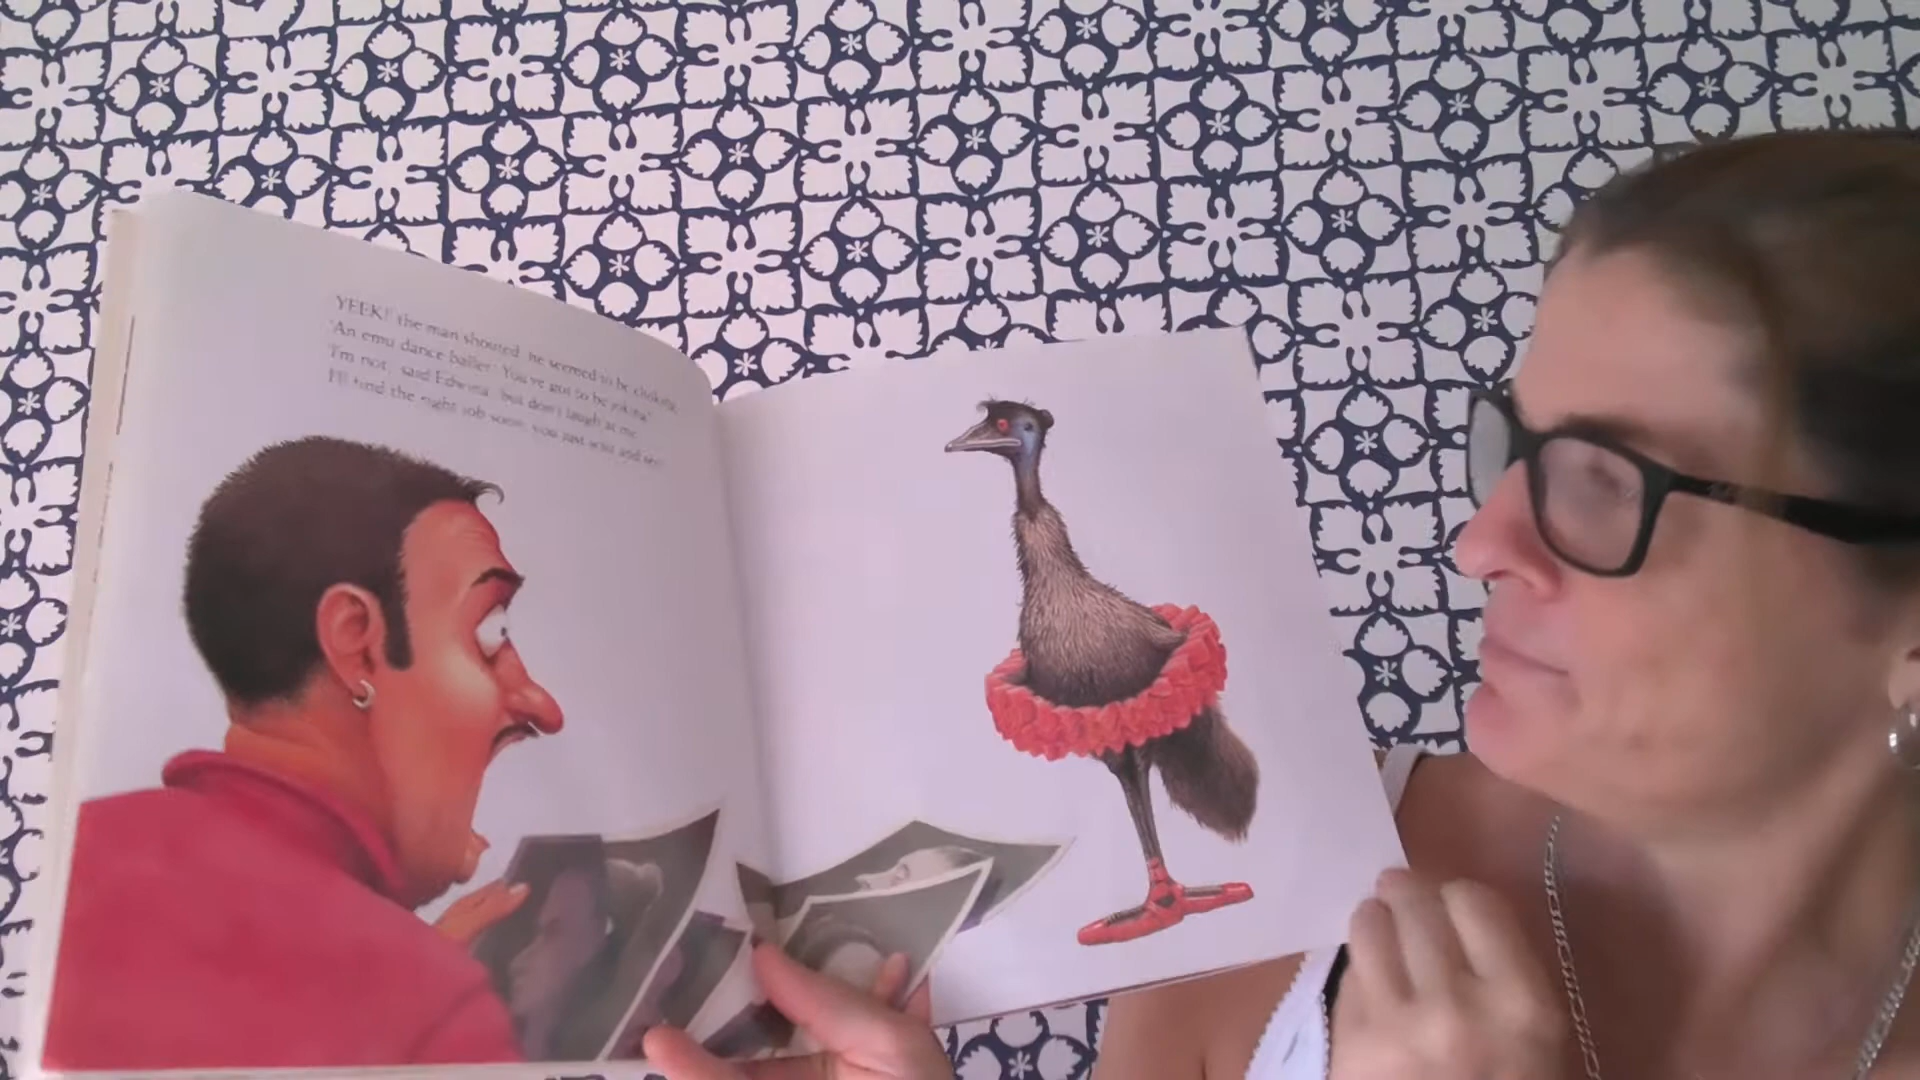 'YEEK!' the man shouted, he seemed to be choking.
'An emu dance ballet? You've got to be joking!'
'I'm not,' said Edwina, 'but don't laugh at me.
I'll find the right job soon, you just wait and see.'